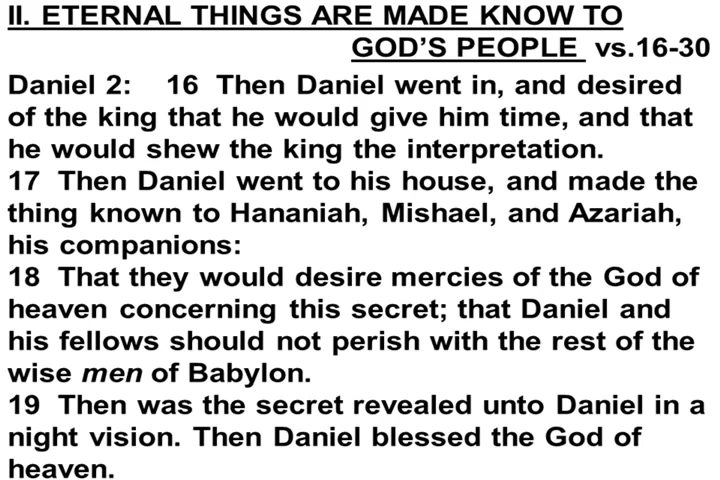 II. ETERNAL THINGS ARE MADE KNOW TO
GOD'S PEOPLE vs.16-30
Daniel 2: 16 Then Daniel went in, and desired
of the king that he would give him time, and that
he would shew the king the interpretation.
17 Then Daniel went to his house, and made the
thing known to Hananiah, Mishael, and Azariah,
his companions:
18 That they would desire mercies of the God of
heaven concerning this secret; that Daniel and
his fellows should not perish with the rest of the
wise men of Babylon.
19 Then was the secret revealed unto Daniel in a
night vision. Then Daniel blessed the God of
heaven.